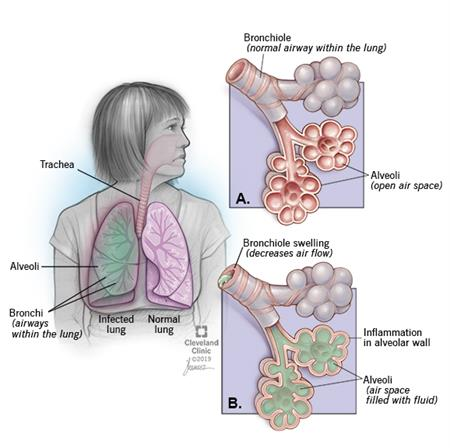 Bronchiole
(normal airway within the lung)
Trachea
Alveoli
(open air space)
A.
Bronchiole swelling
(decreases air flow)
Alveoli
Bronchi
(airways
within the lung)
Infected
lung
Normal
lung
Cleveland
Clinic
©2019
Inflammation
in alveolar wall
Alveoli
(air space
filled with fluid)
B.